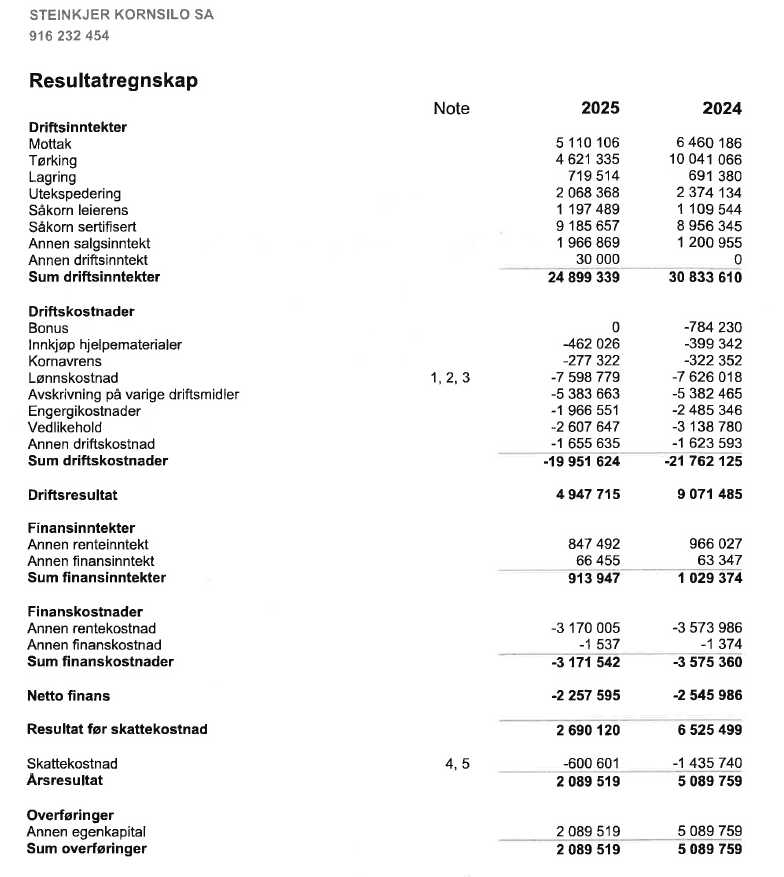 STEINKJER KORNSILO SA
916 232 454
Resultatregnskap
Note 2025 2024
Driftsinntekter
Mottak 5 110 106 6 460 186
Tørking 4 621 335 10 041 066
Lagring 719 514 691 380
Utekspedering 2 068 368 2 374 134
Såkorn leierens 1 197 489 1 109 544
Såkorn sertifisert 9 185 657 8 956 345
Annen salgsinntekt 1 966 869 1 200 955
Annen driftsinntekt 30 000 0
Sum driftsinntekter 24 899 339 30 833 610
Driftskostnader
Bonus 0 -784 230
Innkjøp hjelpematerialer -462 026 -399 342
Kornavrens -277 322 -322 352
Lønnskostnad 1, 2, 3 -7 598 779 -7 626 018
Avskrivning på varige driftsmidler -5 383 663 -5 382 465
Engergikostnader -1 966 551 -2 485 346
Vedlikehold -2 607 647 -3 138 780
Annen driftskostnad -1 655 635 -1 623 593
Sum driftskostnader -19 951 624 -21 762 125
Driftsresultat 4 947 715 9 071 485
Finansinntekter
Annen renteinntekt 847 492 966 027
Annen finansinntekt 66 455 63 347
Sum finansinntekter 913 947 1 029 374
Finanskostnader
Annen rentekostnad -3 170 005 -3 573 986
Annen finanskostnad -1 537 -1 374
Sum finanskostnader -3 171 542 -3 575 360
Netto finans -2 257 595 -2 545 986
Resultat før skattekostnad 2 690 120 6 525 499
Skattekostnad 4, 5 -600 601 -1 435 740
Årsresultat 2 089 519 5 089 759
Overføringer
Annen egenkapital 2 089 519 5 089 759
Sum overføringer 2 089 519 5 089 759